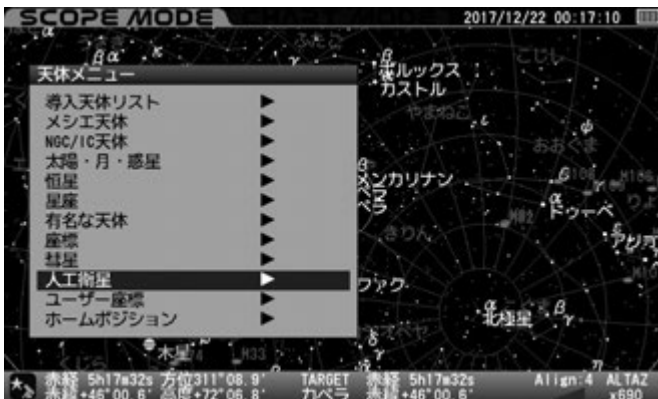 SCOPE MODE
CHART MODE
2017/12/22 00:17:10
天体メニュー
導入天体リスト
メシエ天体
NGC/IC天体
太陽・月・惑星
恒星
星座
有名な天体
座標
彗星
人工衛星
ユーザー座標
ホームポジション
ポルックス
カストル
やまねこ
こじし
おおぐま
メンカリナン
ドゥーベ
きりん
北極星
木星
M33
くじら
赤経 5h17m32s 方位311°08.9' TARGET 赤経 5h17m32s Align:4 ALTAZ
赤緯+46°00.6' 高度+72°06.8' カペラ 赤緯+46°00.6' x690